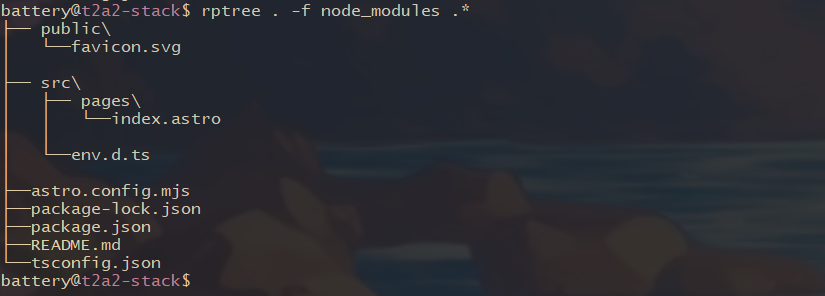 battery@t2a2-stack$ rptree . -f node_modules .*
├── public\
│   └──favicon.svg
│
├── src\
│   ├── pages\
│   │   └──index.astro
│   │
│   └──env.d.ts
│
├──astro.config.mjs
├──package-lock.json
├──package.json
├──README.md
└──tsconfig.json
battery@t2a2-stack$